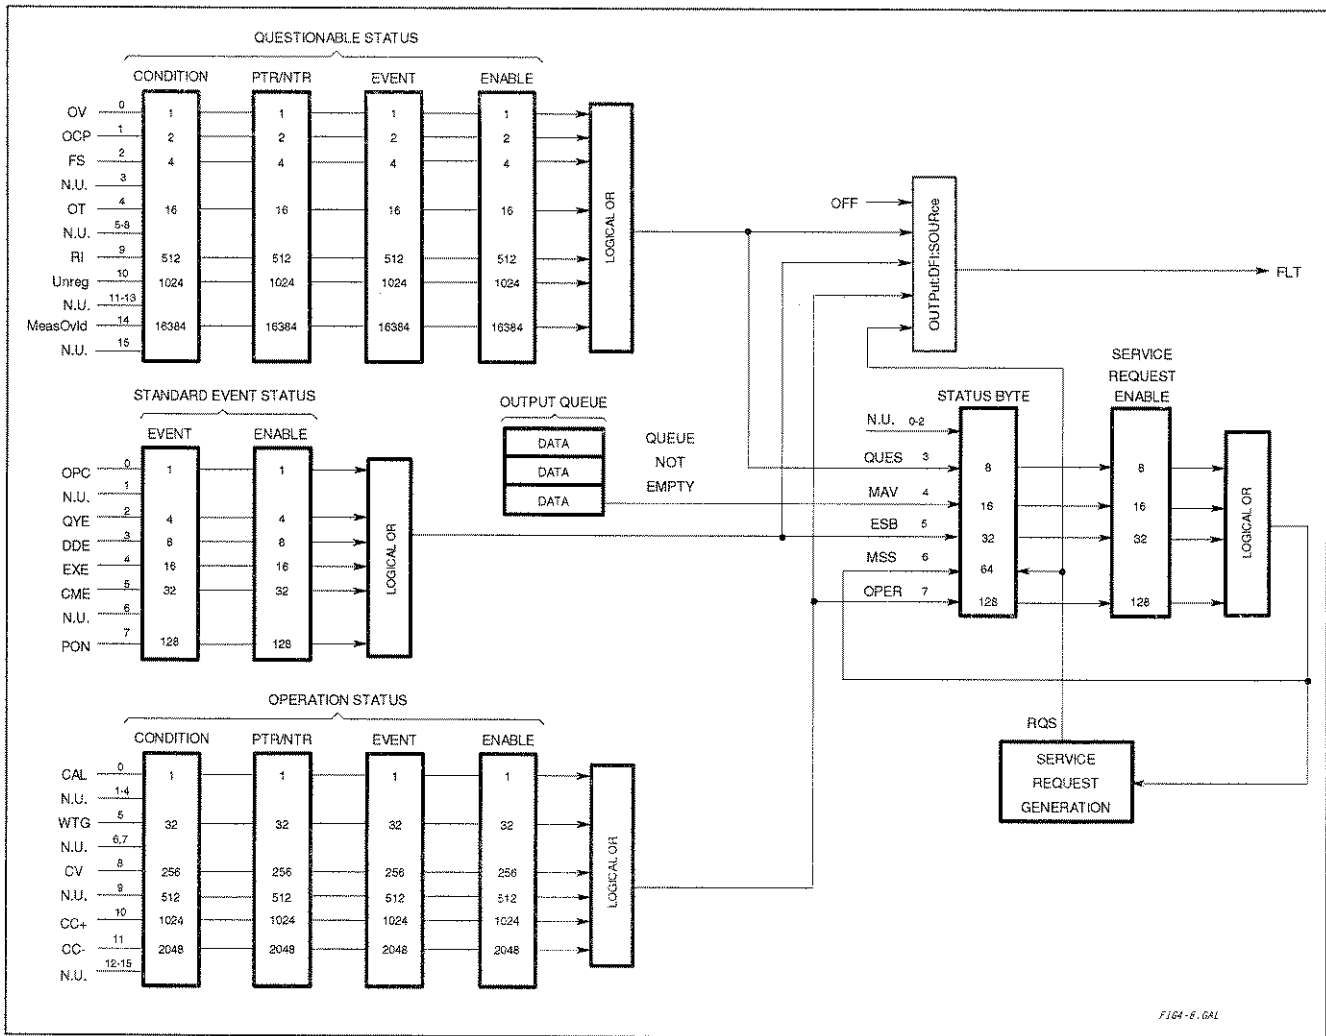 QUESTIONABLE STATUS
CONDITION PTR/NTR EVENT ENABLE
OV 0 1 1 1 1
OCP 1 2 2 2 2
FS 2 4 4 4 4
N.U. 3
OT 4 16 16 16 16
N.U. 5-8
RI 9 512 512 512 512
Unreg 10 1024 1024 1024 1024
N.U. 11-13
MeasOvld 14 16384 16384 16384 16384
N.U. 15
LOGICAL OR
OFF
OUTPut:DFI:SOURce
FLT
STANDARD EVENT STATUS
EVENT ENABLE
OPC 0 1 1
N.U. 1
QYE 2 4 4
DDE 3 8 8
EXE 4 16 16
CME 5 32 32
N.U. 6
PON 7 128 128
LOGICAL OR
OUTPUT QUEUE
DATA
DATA
DATA
QUEUE
NOT
EMPTY
STATUS BYTE
SERVICE
REQUEST
ENABLE
N.U. 0-2
QUES 3 8 8
MAV 4 16 16
ESB 5 32 32
MSS 6 64
OPER 7 128 128
LOGICAL OR
RQS
SERVICE
REQUEST
GENERATION
OPERATION STATUS
CONDITION PTR/NTR EVENT ENABLE
CAL 0 1 1 1 1
N.U. 1-4
WTG 5 32 32 32 32
N.U. 6,7
CV 8 256 256 256 256
N.U. 9 512 512 512 512
CC+ 10 1024 1024 1024 1024
CC- 11 2048 2048 2048 2048
N.U. 12-15
LOGICAL OR
FIG4-6.GAL